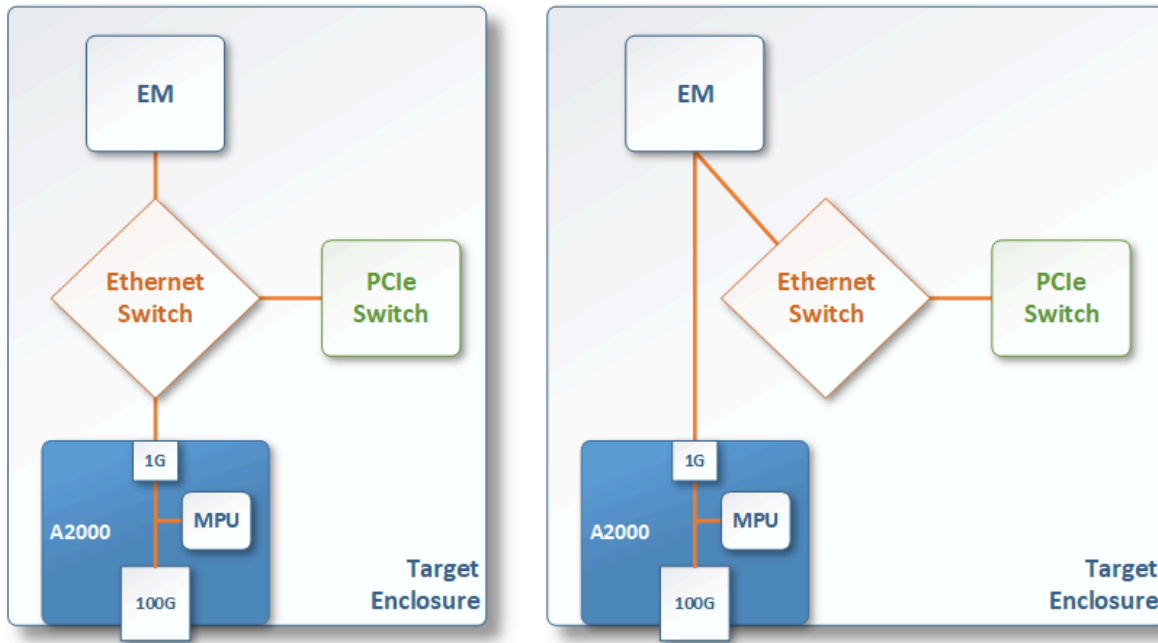 EM
Ethernet
Switch
PCIe
Switch
1G
MPU
A2000
100G
Target
Enclosure
EM
Ethernet
Switch
PCIe
Switch
1G
MPU
A2000
100G
Target
Enclosure